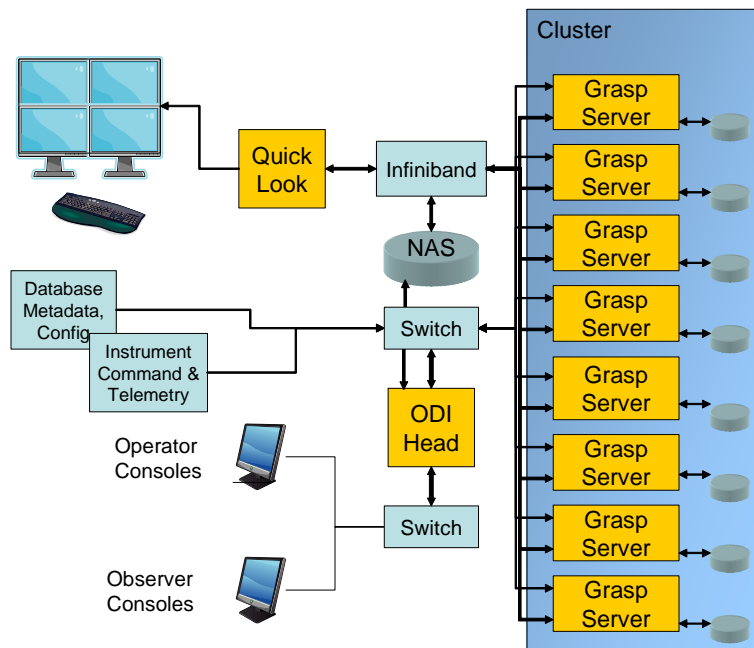 Cluster
Grasp
Server
Grasp
Server
Grasp
Server
Grasp
Server
Grasp
Server
Grasp
Server
Grasp
Server
Grasp
Server
Quick
Look
Infiniband
NAS
Database
Metadata,
Config
Instrument
Command &
Telemetry
Switch
ODI
Head
Operator
Consoles
Switch
Observer
Consoles